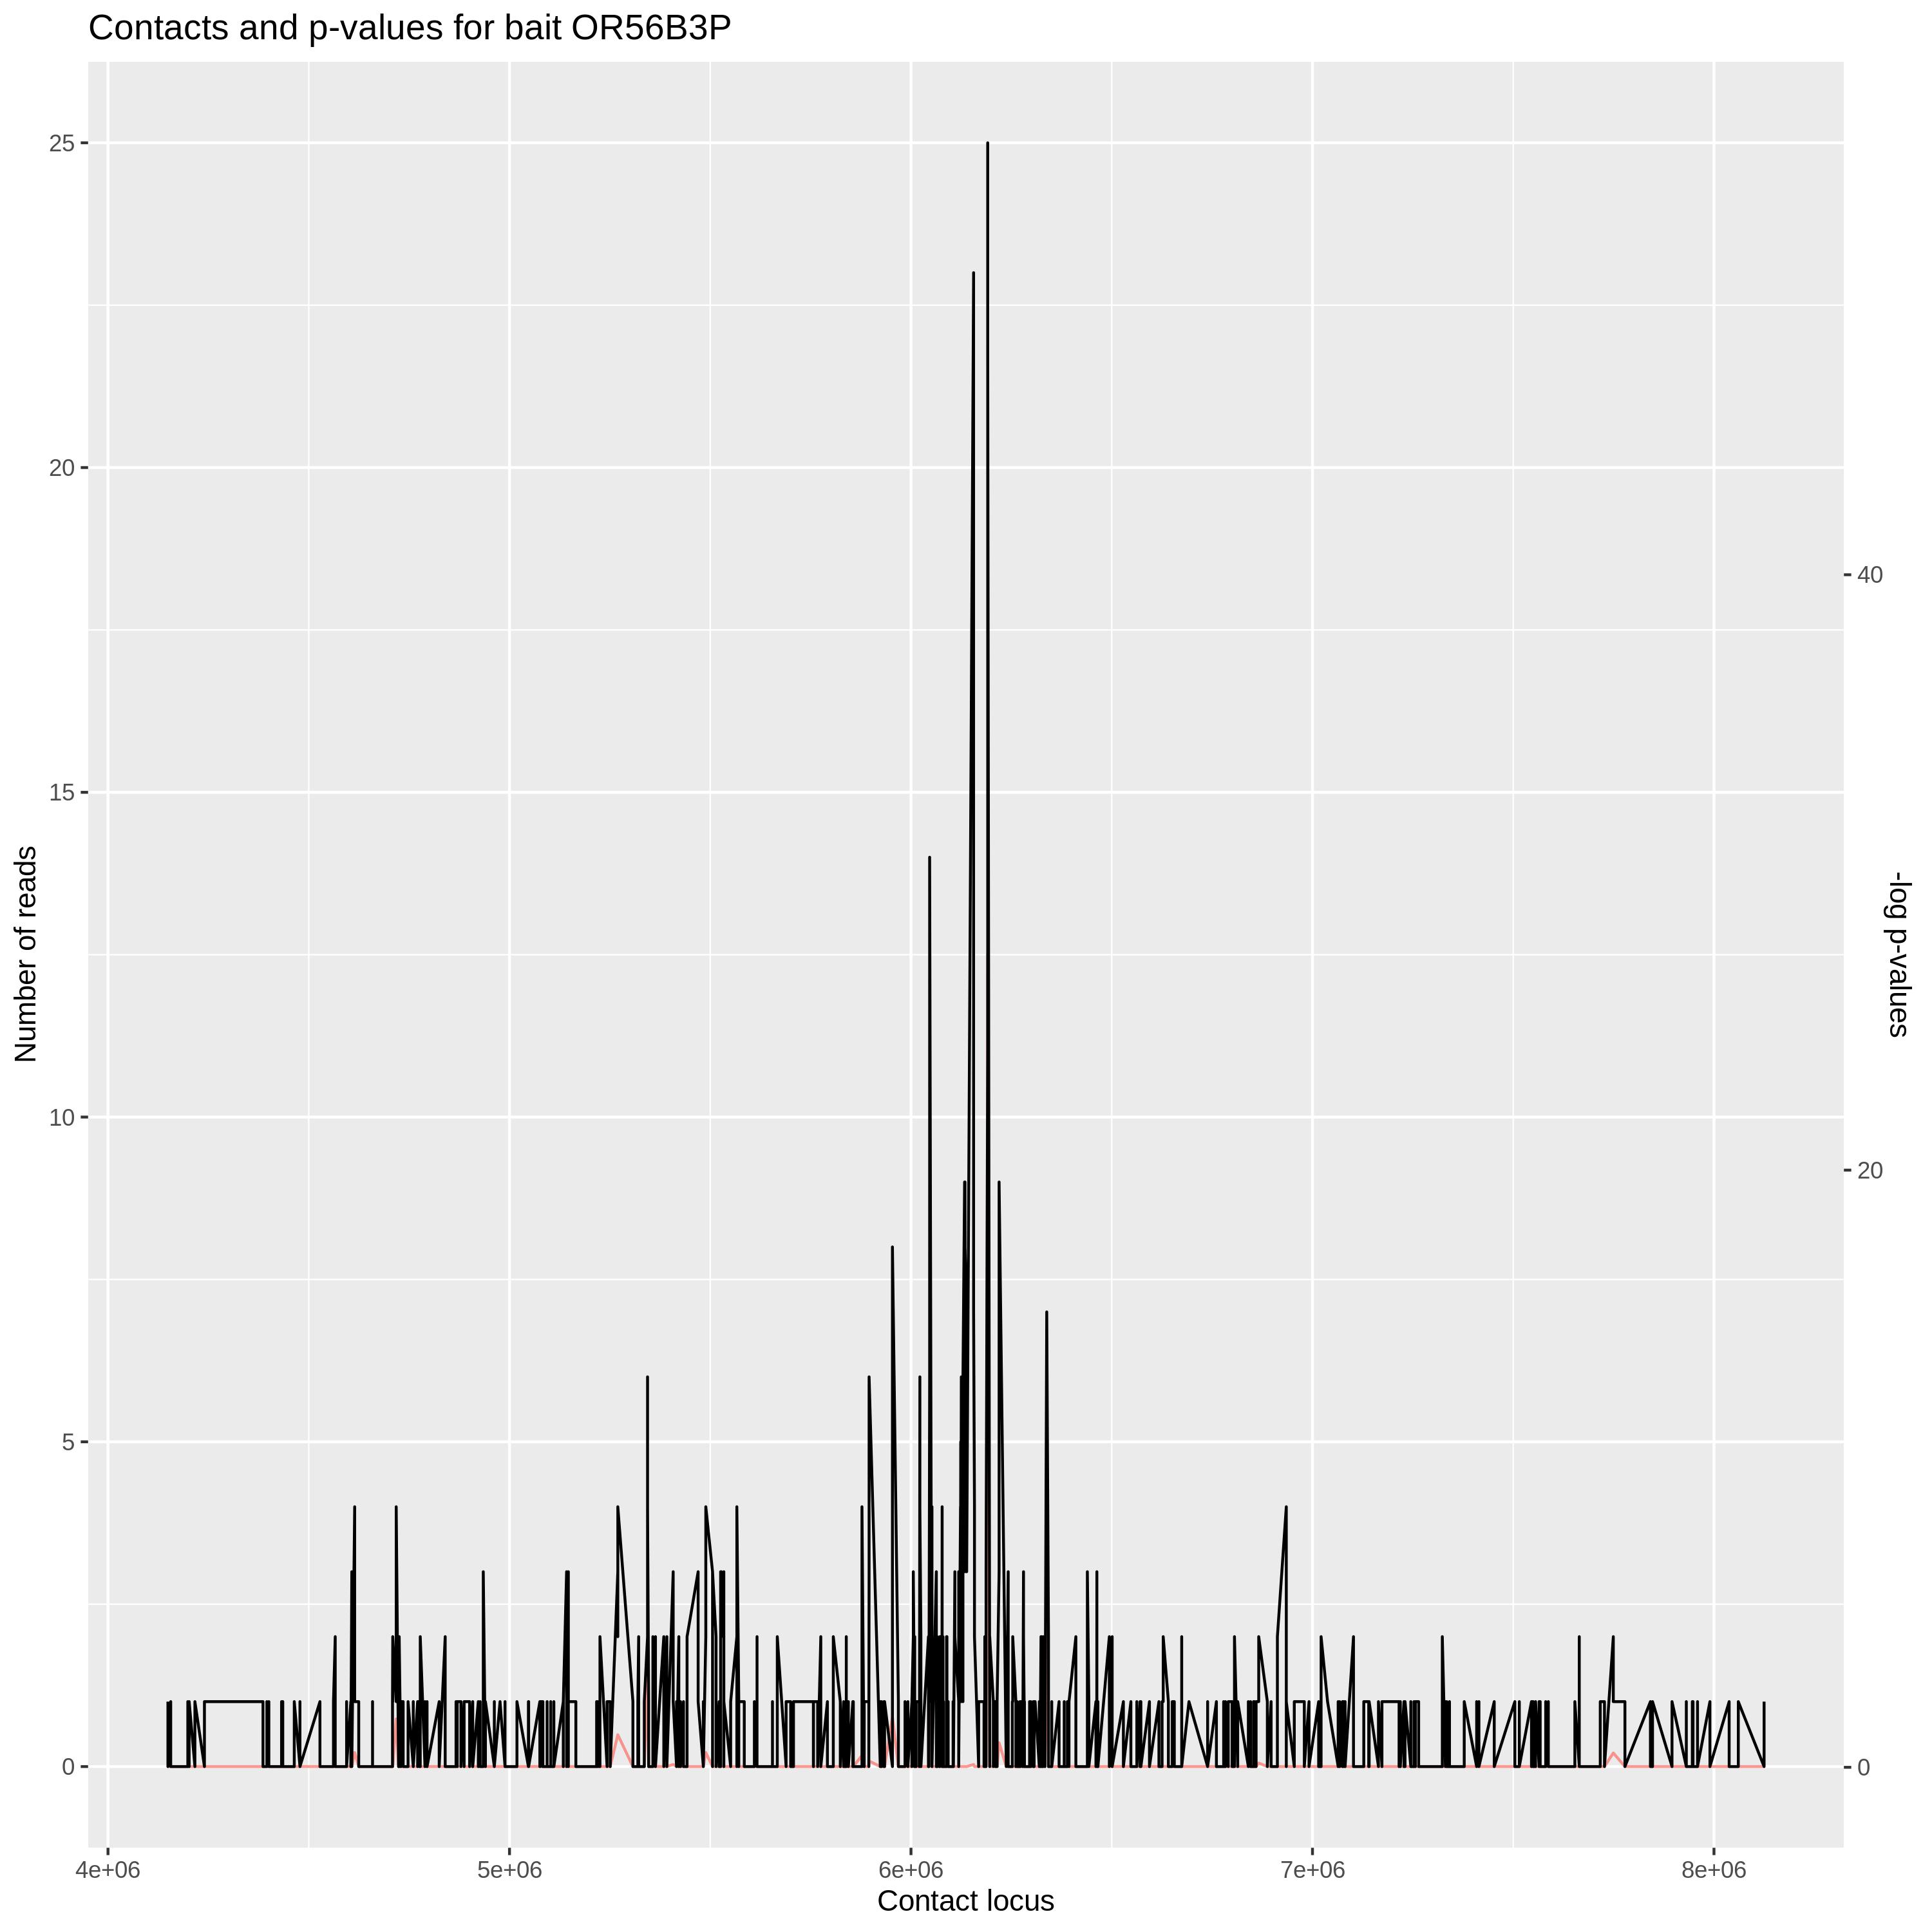 Contacts and p-values for bait OR56B3P
25
20
15
10
5
0
Number of reads
40
20
0
-log p-values
4e+06
5e+06
6e+06
7e+06
8e+06
Contact locus